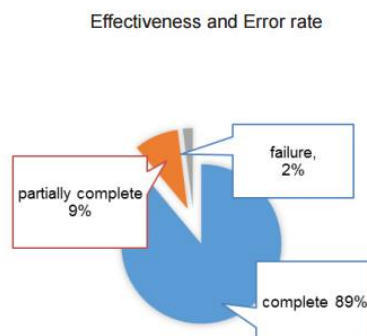 Effectiveness and Error rate
failure,
2%
partially complete
9%
complete 89%